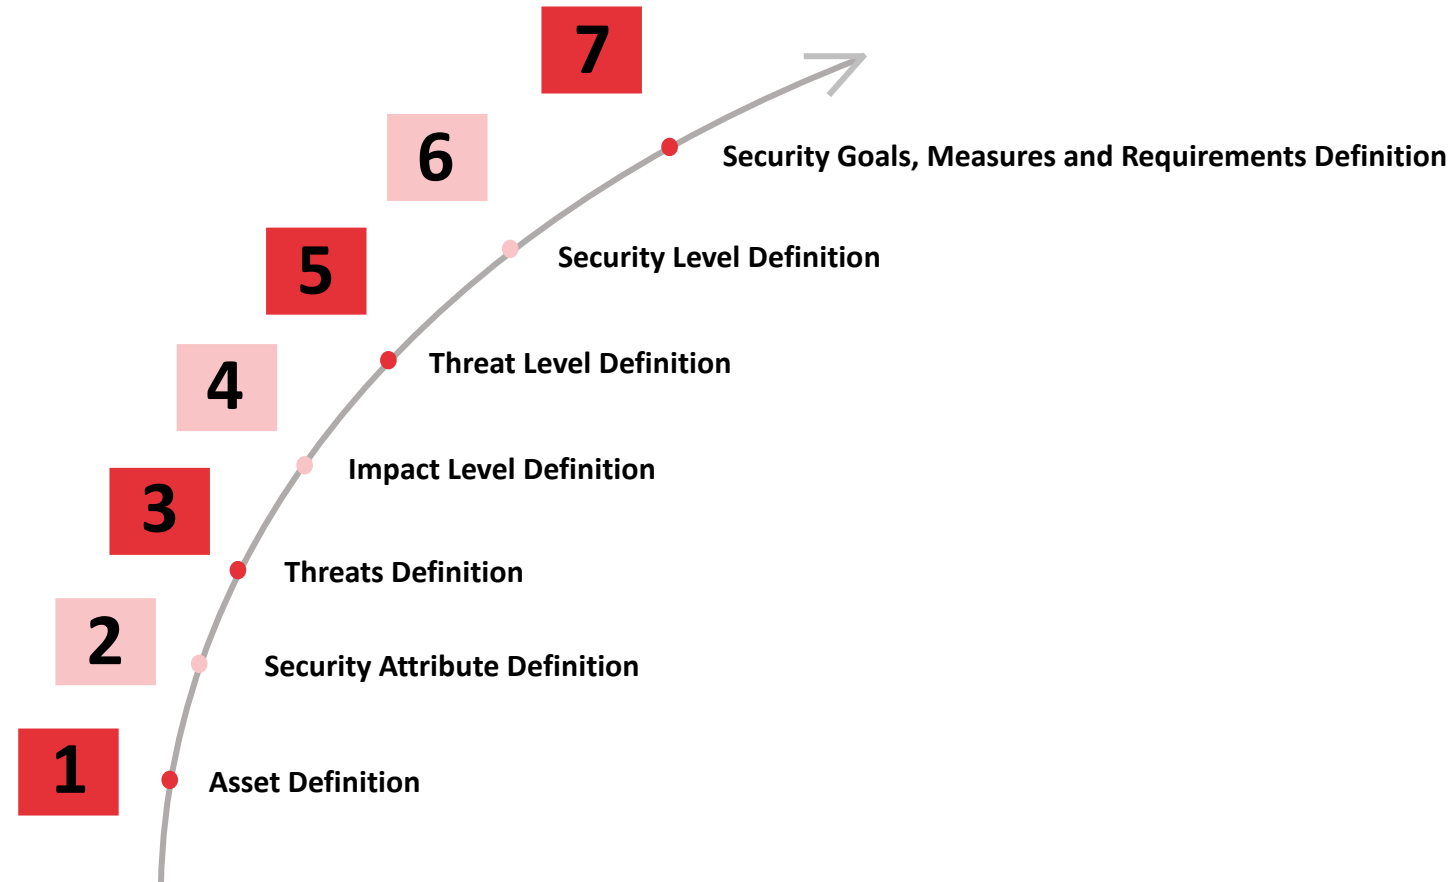 7
Security Goals, Measures and Requirements Definition
6
Security Level Definition
5
Threat Level Definition
4
Impact Level Definition
3
Threats Definition
2
Security Attribute Definition
1
Asset Definition